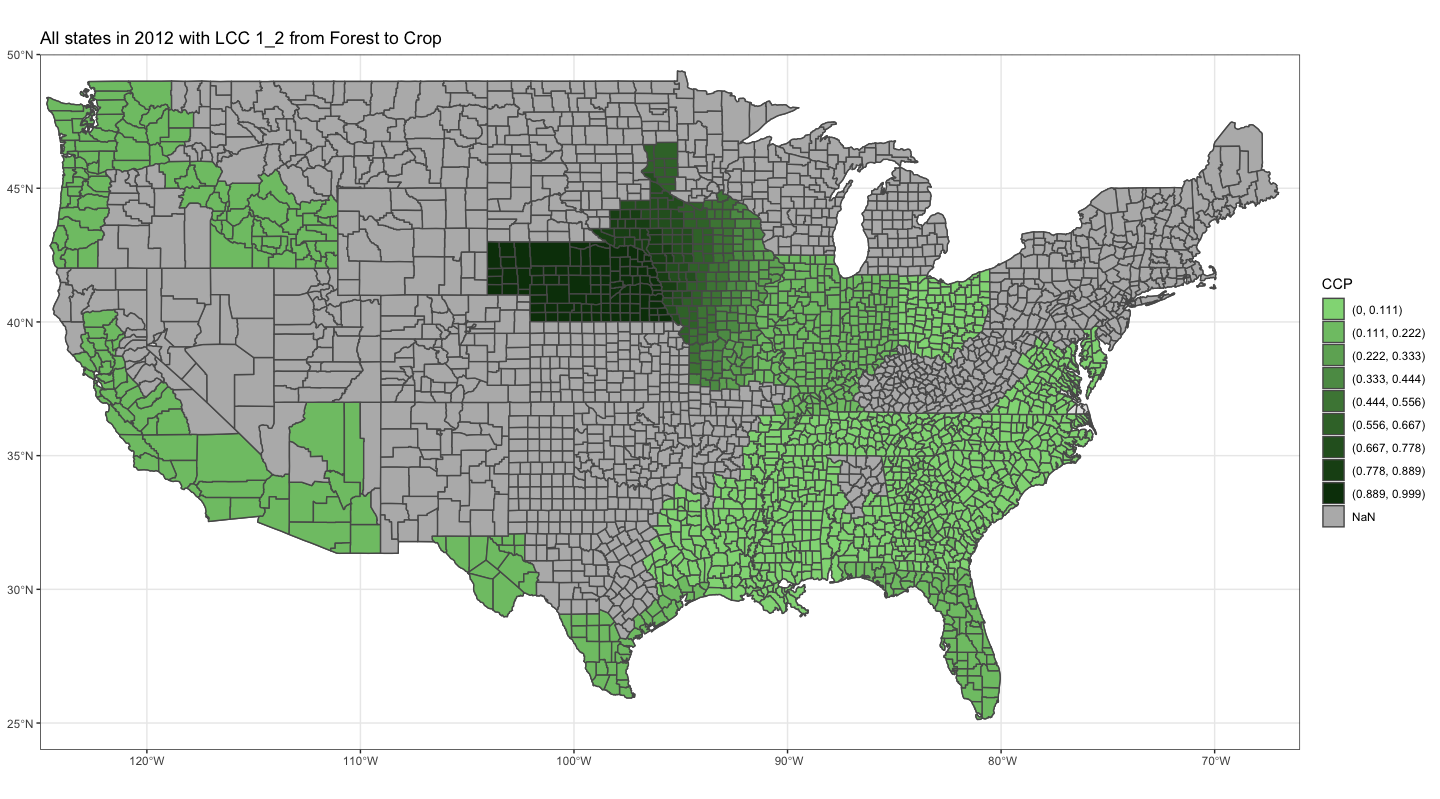 All states in 2012 with LCC 1_2 from Forest to Crop
50°N
45°N
40°N
35°N
30°N
25°N
120°W
110°W
100°W
90°W
80°W
70°W
CCP
(0, 0.111)
(0.111, 0.222)
(0.222, 0.333)
(0.333, 0.444)
(0.444, 0.556)
(0.556, 0.667)
(0.667, 0.778)
(0.778, 0.889)
(0.889, 0.999)
NaN